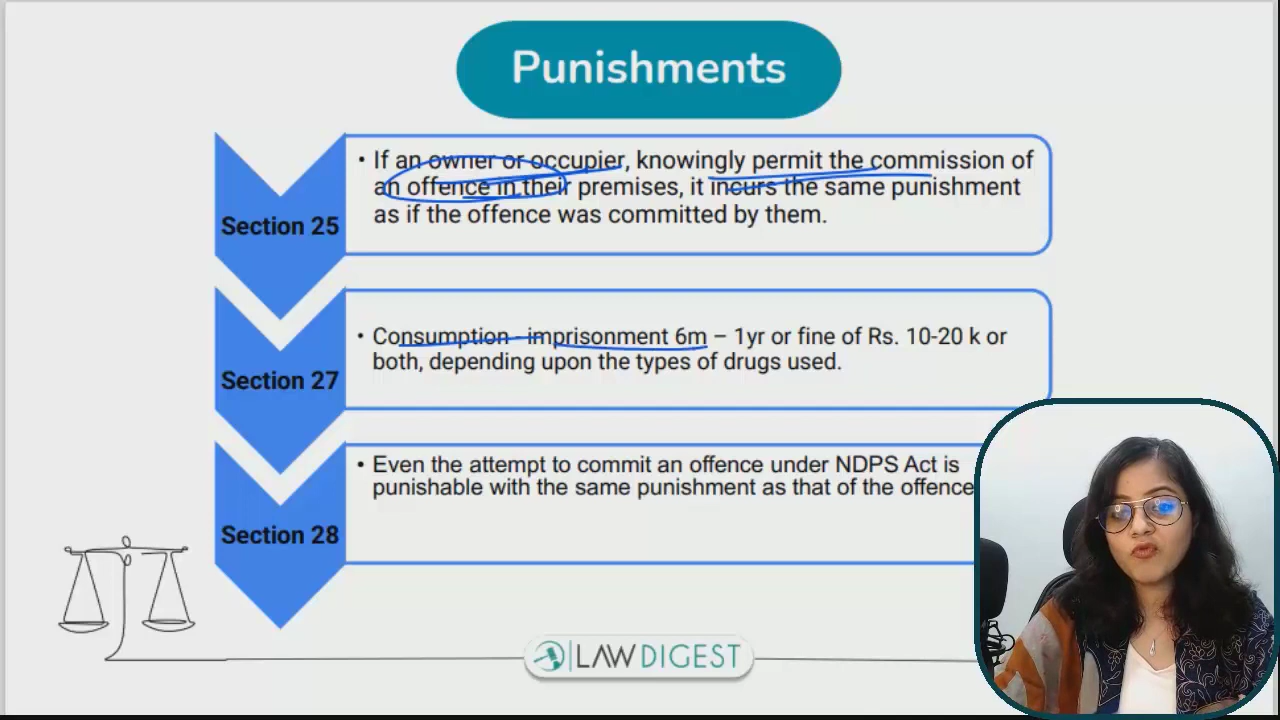 Punishments
• If an owner or occupier, knowingly permit the commission of
an offence in their premises, it incurs the same punishment
as if the offence was committed by them.
Section 25
• Consumption - imprisonment 6m – 1yr or fine of Rs. 10-20 k or
both, depending upon the types of drugs used.
Section 27
• Even the attempt to commit an offence under NDPS Act is
punishable with the same punishment as that of the offence
Section 28
LAWDIGEST